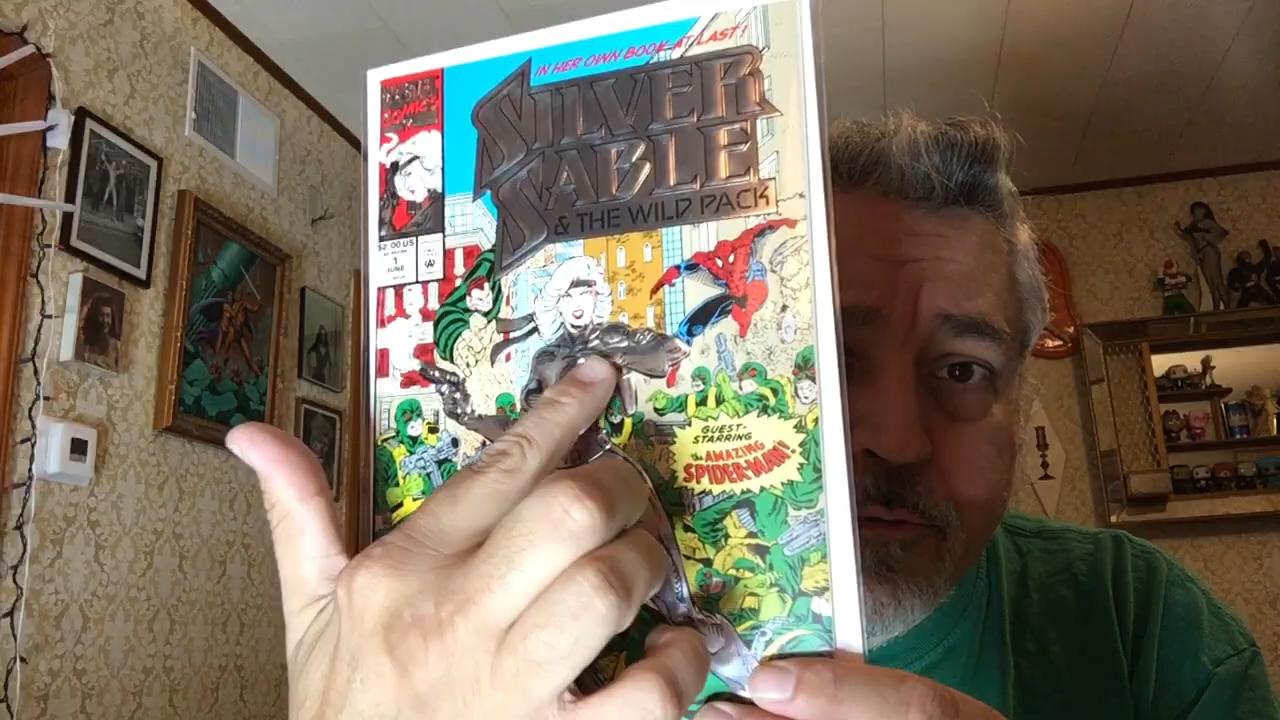 IN HER OWN BOOK AT LAST!
MARVEL
COMICS
SILVER
SABLE
& THE WILD PACK
$2.00 US
1
JUNE
GUEST-
STARRING
The AMAZING
SPIDER-MAN!